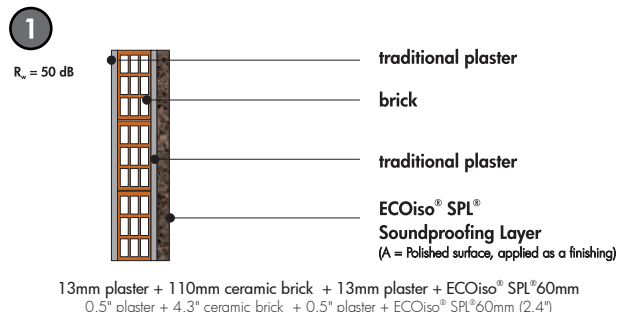 1
R_w = 50 dB
traditional plaster
brick
traditional plaster
ECOiso® SPL®
Soundproofing Layer
(A = Polished surface, applied as a finishing)
13mm plaster + 110mm ceramic brick + 13mm plaster + ECOiso® SPL®60mm
0.5" plaster + 4.3" ceramic brick + 0.5" plaster + ECOiso® SPL®60mm (2.4")